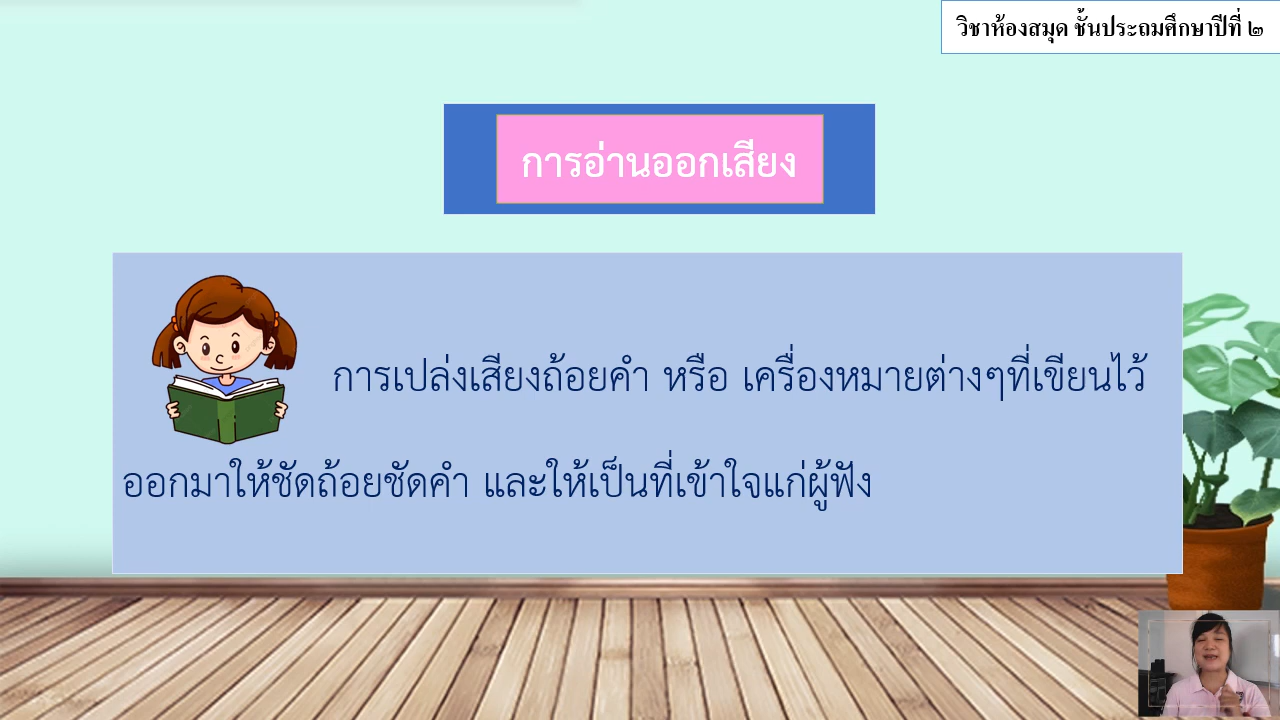 วิชาห้องสมุด ชั้นประถมศึกษาปีที่ ๒
การอ่านออกเสียง
การเปล่งเสียงถ้อยคำ หรือ เครื่องหมายต่างๆที่เขียนไว้
ออกมาให้ชัดถ้อยชัดคำ และให้เป็นที่เข้าใจแก่ผู้ฟัง